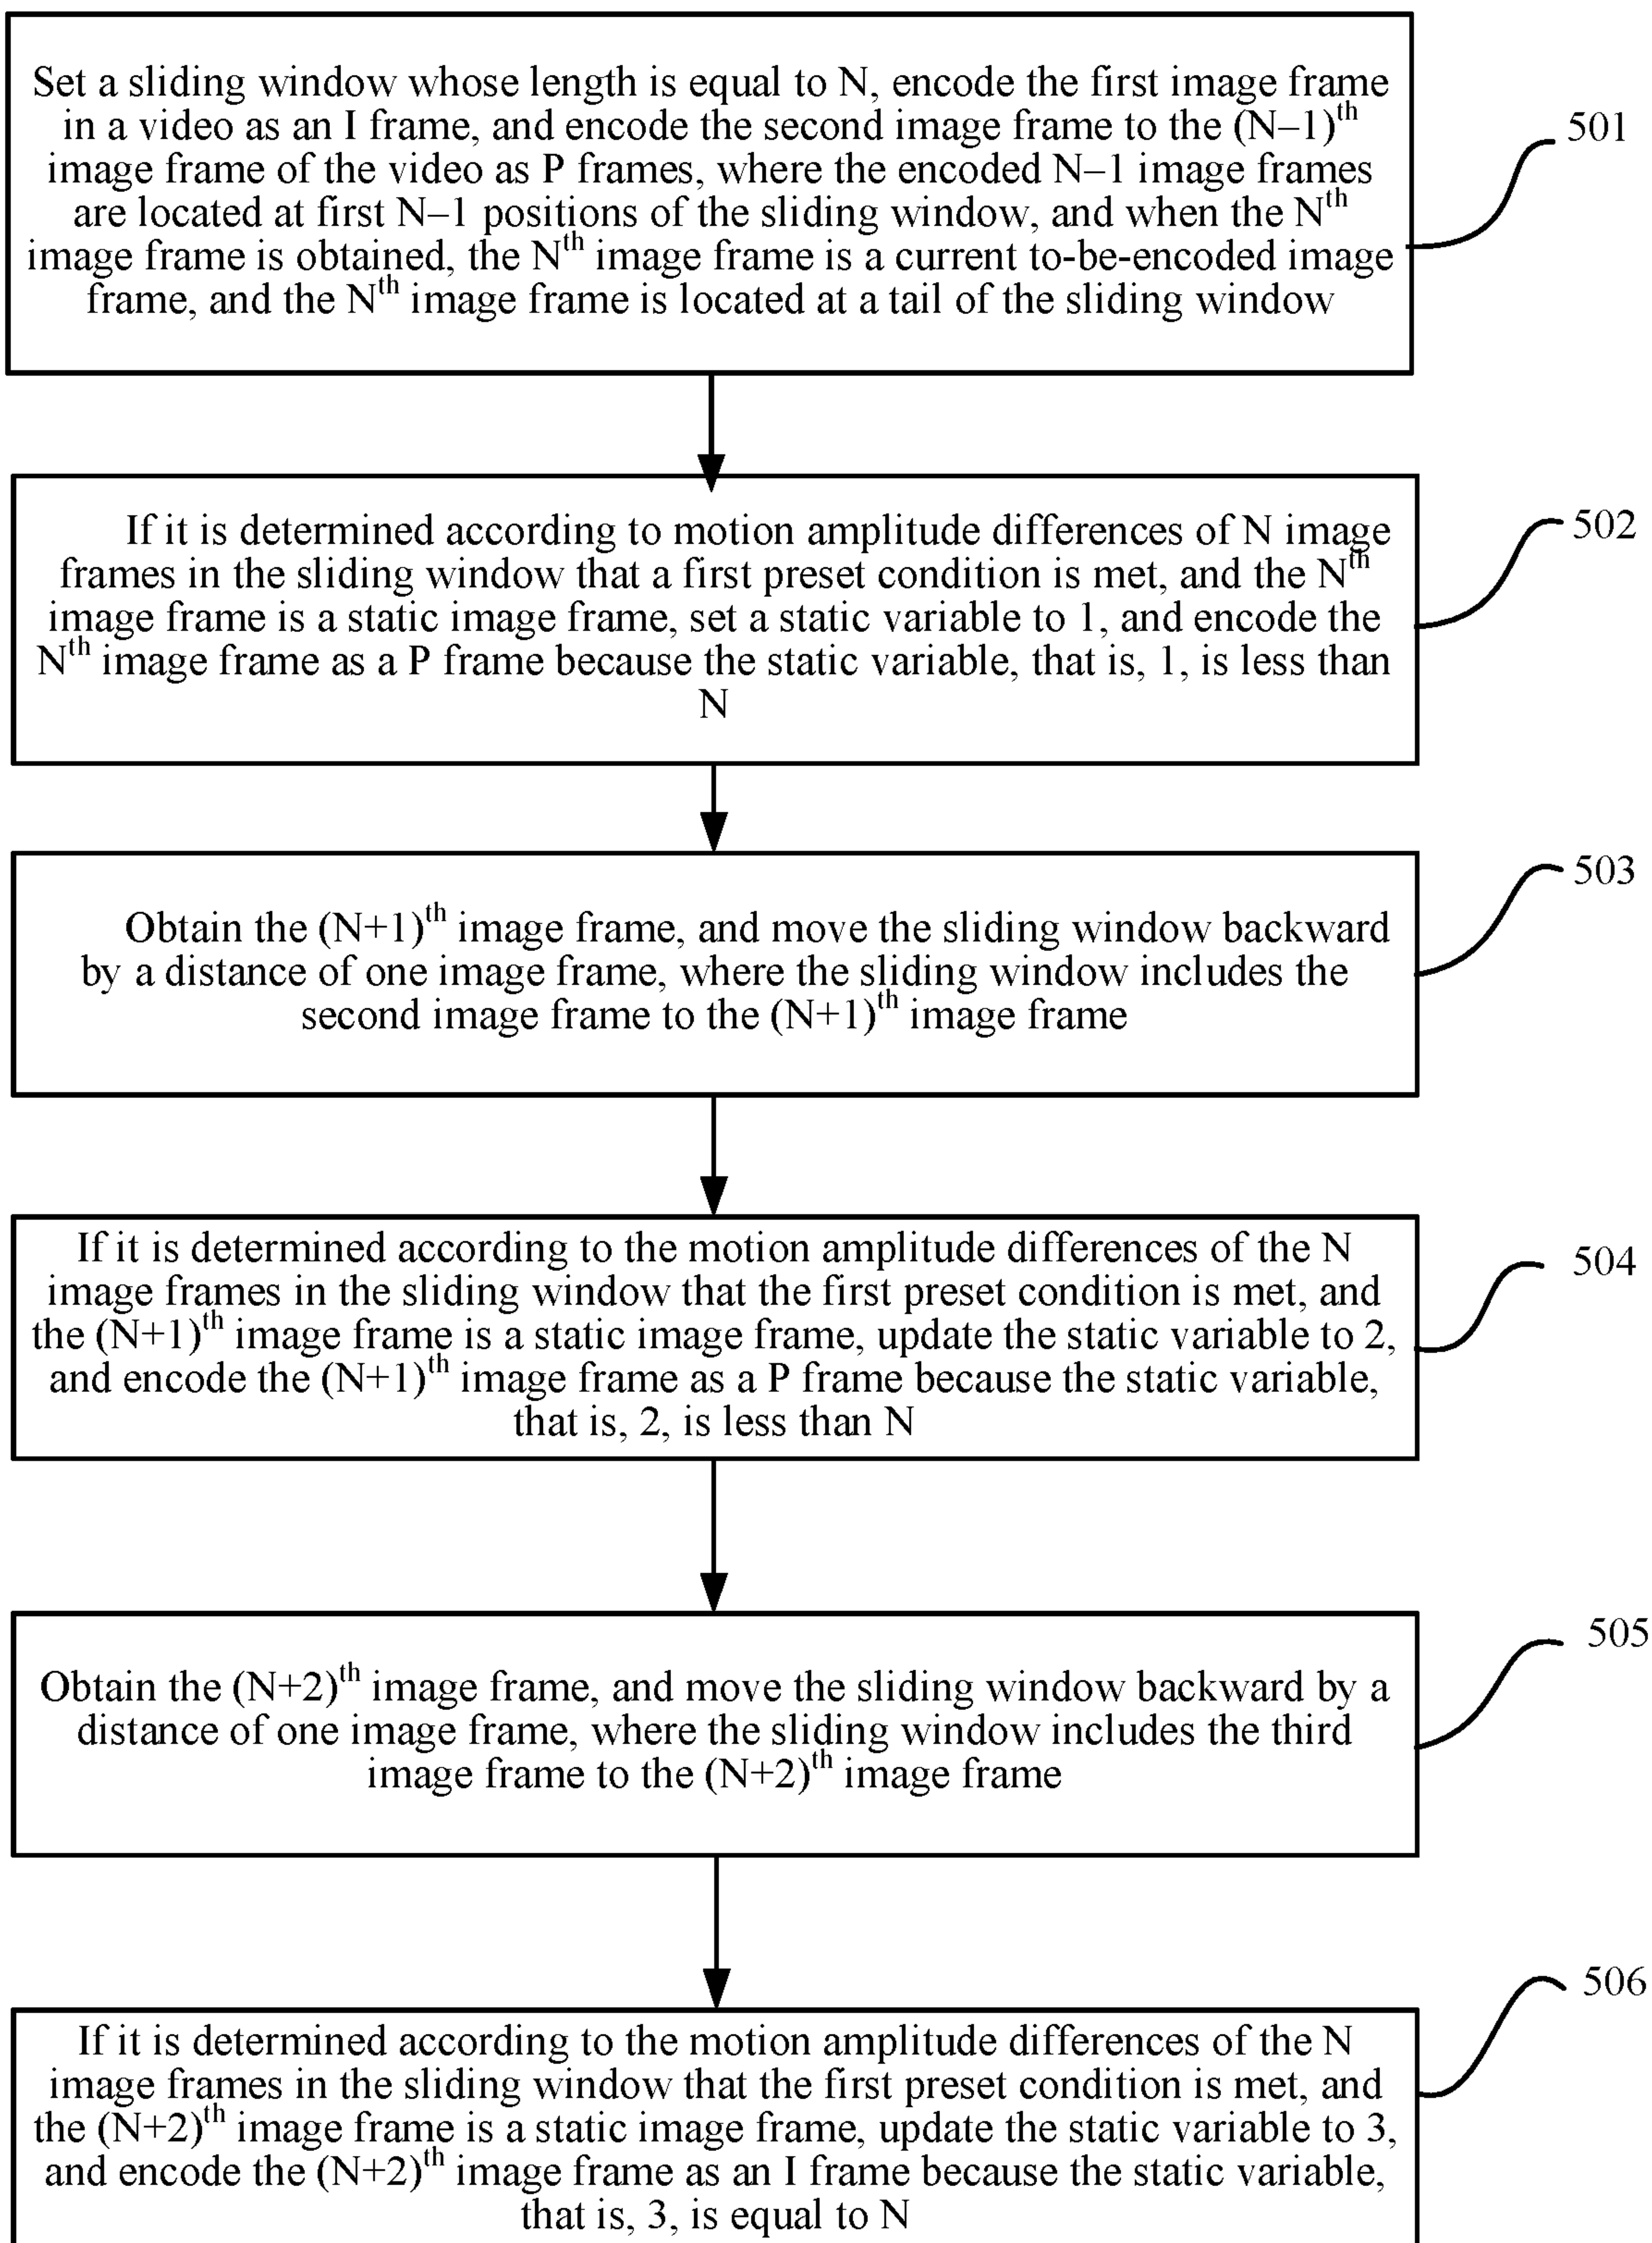 Set a sliding window whose length is equal to N, encode the first image frame
in a video as an I frame, and encode the second image frame to the (N–1)th
image frame of the video as P frames, where the encoded N–1 image frames
are located at first N–1 positions of the sliding window, and when the Nth
image frame is obtained, the Nth image frame is a current to-be-encoded image
frame, and the Nth image frame is located at a tail of the sliding window
501
If it is determined according to motion amplitude differences of N image
frames in the sliding window that a first preset condition is met, and the Nth
image frame is a static image frame, set a static variable to 1, and encode the
Nth image frame as a P frame because the static variable, that is, 1, is less than
N
502
Obtain the (N+1)th image frame, and move the sliding window backward
by a distance of one image frame, where the sliding window includes the
second image frame to the (N+1)th image frame
503
If it is determined according to the motion amplitude differences of the N
image frames in the sliding window that the first preset condition is met, and
the (N+1)th image frame is a static image frame, update the static variable to 2,
and encode the (N+1)th image frame as a P frame because the static variable,
that is, 2, is less than N
504
Obtain the (N+2)th image frame, and move the sliding window backward by a
distance of one image frame, where the sliding window includes the third
image frame to the (N+2)th image frame
505
If it is determined according to the motion amplitude differences of the N
image frames in the sliding window that the first preset condition is met, and
the (N+2)th image frame is a static image frame, update the static variable to 3,
and encode the (N+2)th image frame as an I frame because the static variable,
that is, 3, is equal to N
506